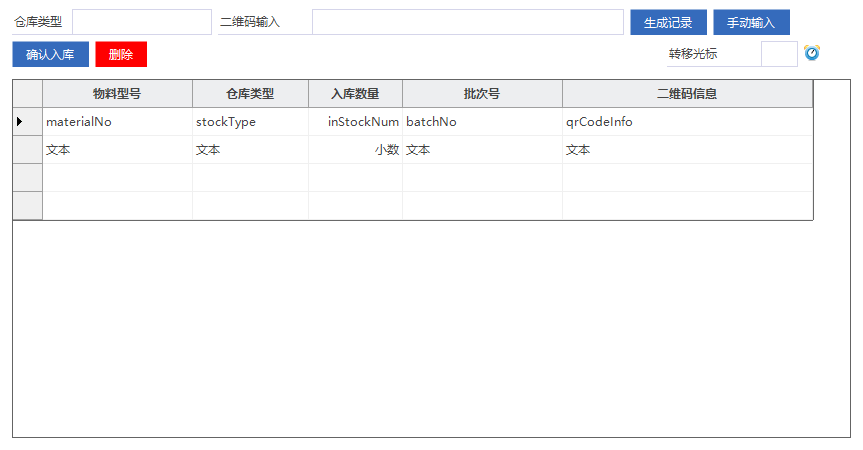 仓库类型 二维码输入 生成记录 手动输入
确认入库 删除 转移光标
物料型号 仓库类型 入库数量 批次号 二维码信息
materialNo stockType inStockNum batchNo qrCodeInfo
文本 文本 小数 文本 文本